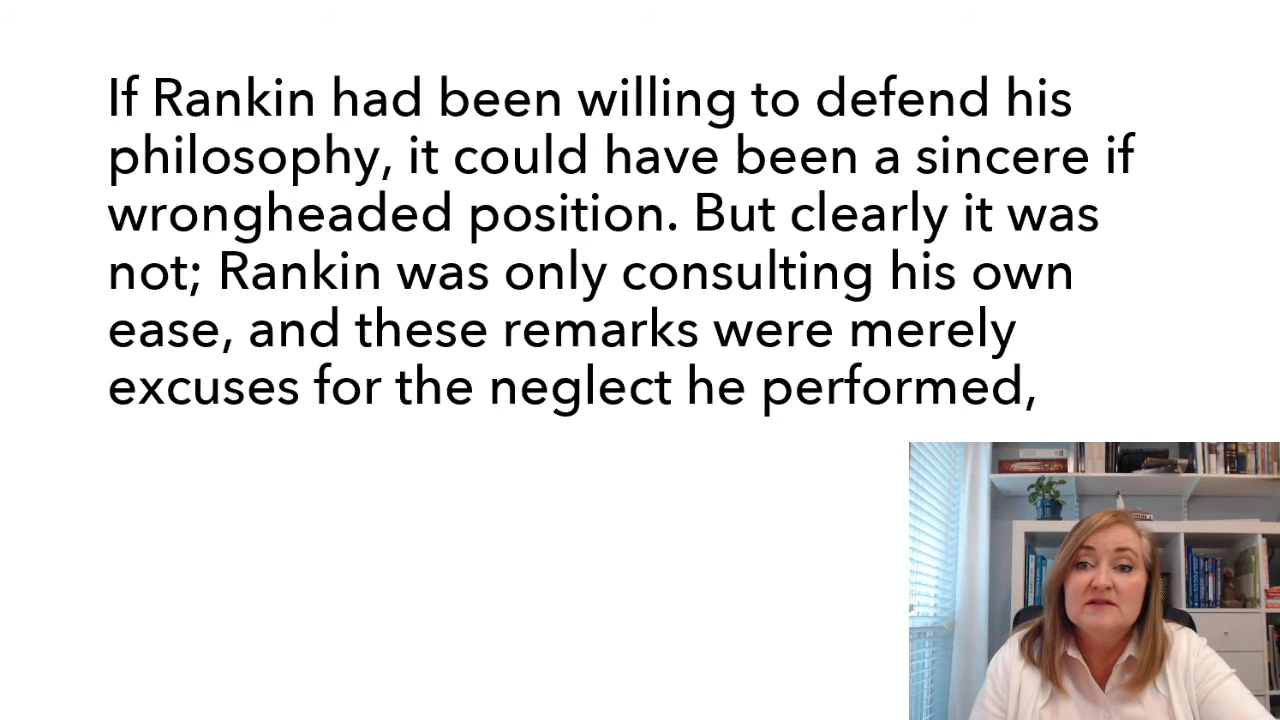 If Rankin had been willing to defend his
philosophy, it could have been a sincere if
wrongheaded position. But clearly it was
not; Rankin was only consulting his own
ease, and these remarks were merely
excuses for the neglect he performed,